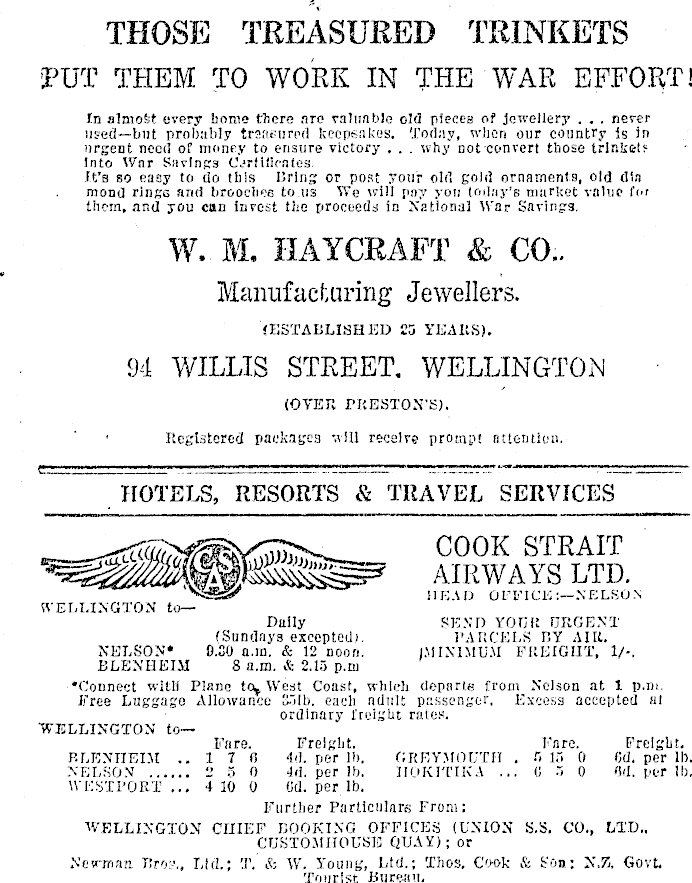 THOSE TREASURED TRINKETS
PUT THEM TO WORK IN THE WAR EFFORT!
In almost every home there are valuable old pieces of jewellery . . . never
used—but probably treasured keepsakes. Today, when our country is in
urgent need of money to ensure victory . . . why not convert those trinkets
into War Savings Certificates.
It's so easy to do this Bring or post your old gold ornaments, old dia
mond rings and brooches to us We will pay you today's market value for
them, and you can invest the proceeds in National War Savings.
W. M. HAYCRAFT & CO..
Manufacturing Jewellers.
(ESTABLISHED 25 YEARS).
94 WILLIS STREET. WELLINGTON
(OVER PRESTON'S).
Registered packages will receive prompt attention.
HOTELS, RESORTS & TRAVEL SERVICES
CSA
COOK STRAIT
AIRWAYS LTD.
HEAD OFFICE:—NELSON
SEND YOUR URGENT
PARCELS BY AIR.
MINIMUM FREIGHT, 1/-.
WELLINGTON to—
Daily
(Sundays excepted).
NELSON* 9.30 a.m. & 12 noon.
BLENHEIM 8 a.m. & 2.15 p.m
*Connect with Plane to West Coast, which departs from Nelson at 1 p.m.
Free Luggage Allowance 35lb. each adult passenger. Excess accepted at
ordinary freight rates.
WELLINGTON to—
Fare. Freight. Fare. Freight.
BLENHEIM .. 1 7 6 4d. per lb. GREYMOUTH . 5 15 0 6d. per lb.
NELSON ...... 2 5 0 4d. per lb. HOKITIKA ... 6 5 0 6d. per lb.
WESTPORT ... 4 10 0 6d. per lb.
Further Particulars From:
WELLINGTON CHIEF BOOKING OFFICES (UNION S.S. CO., LTD.,
CUSTOMHOUSE QUAY); or
Newman Bros., Ltd.; T. & W. Young, Ltd.; Thos. Cook & Son; N.Z. Govt.
Tourist Bureau.